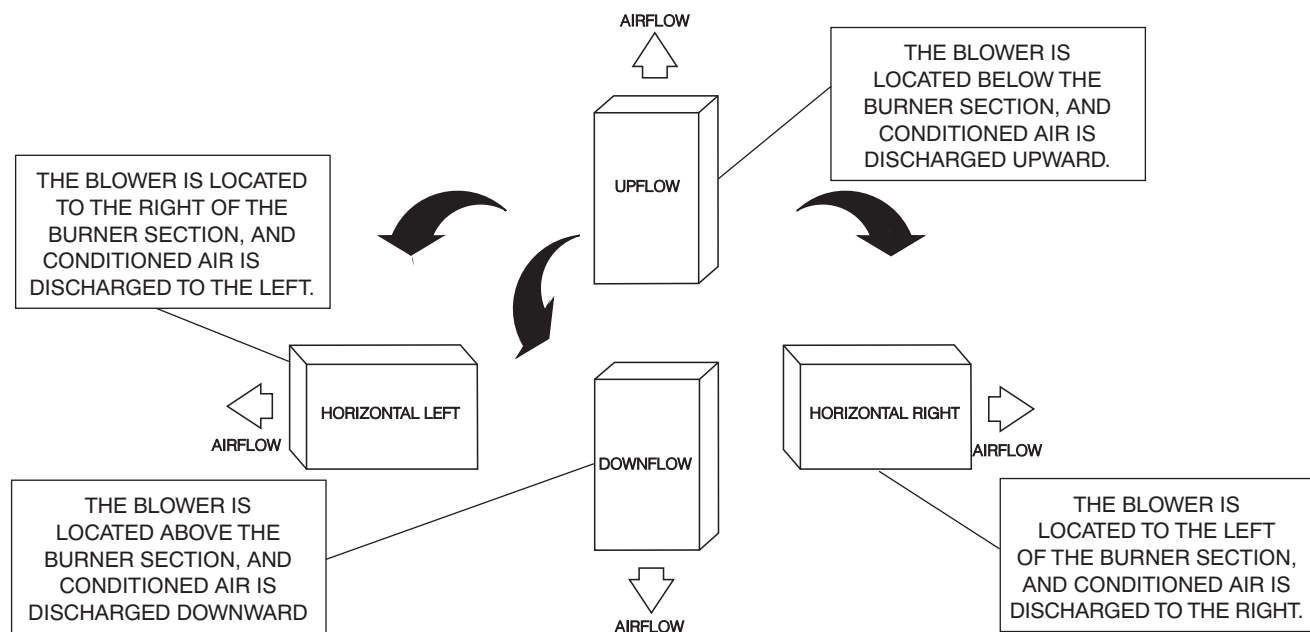 AIRFLOW
THE BLOWER IS
LOCATED BELOW THE
BURNER SECTION, AND
CONDITIONED AIR IS
DISCHARGED UPWARD.
UPFLOW
THE BLOWER IS LOCATED
TO THE RIGHT OF THE
BURNER SECTION, AND
CONDITIONED AIR IS
DISCHARGED TO THE LEFT.
HORIZONTAL LEFT
AIRFLOW
HORIZONTAL RIGHT
AIRFLOW
DOWNFLOW
THE BLOWER IS
LOCATED ABOVE THE
BURNER SECTION, AND
CONDITIONED AIR IS
DISCHARGED DOWNWARD
THE BLOWER IS
LOCATED TO THE LEFT
OF THE BURNER SECTION,
AND CONDITIONED AIR IS
DISCHARGED TO THE RIGHT.
AIRFLOW